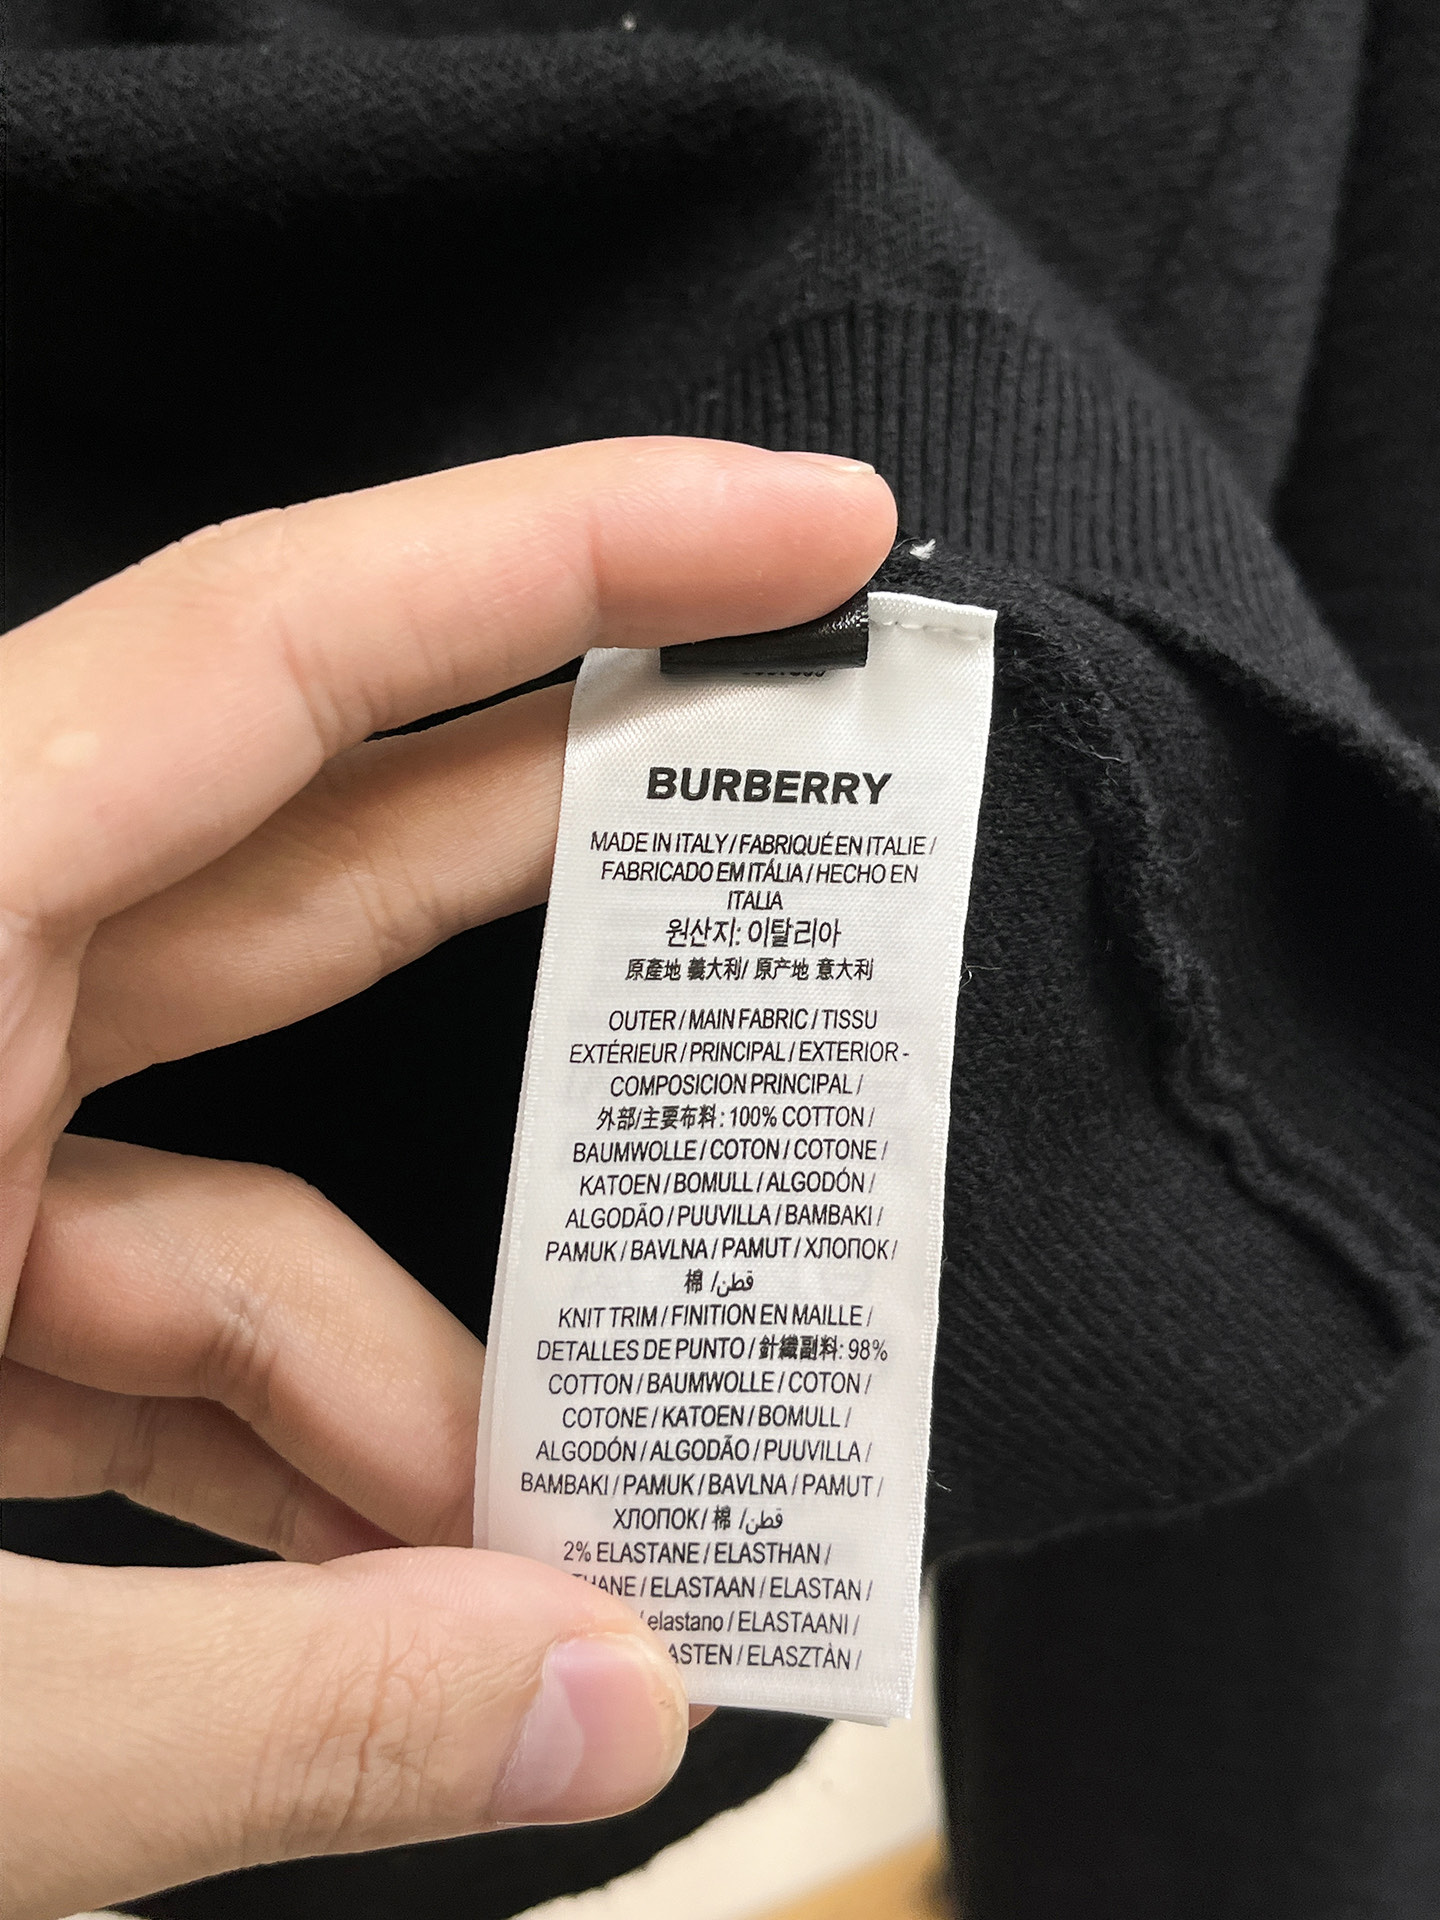 BURBERRY
MADE IN ITALY / FABRIQUÉ EN ITALIE /
FABRICADO EM ITÁLIA / HECHO EN
ITALIA
원산지: 이탈리아
原產地 義大利/ 原产地 意大利
OUTER / MAIN FABRIC / TISSU
EXTÉRIEUR / PRINCIPAL / EXTERIOR -
COMPOSICION PRINCIPAL /
外部/主要布料: 100% COTTON /
BAUMWOLLE / COTON / COTONE /
KATOEN / BOMULL / ALGODÓN /
ALGODÃO / PUUVILLA / BAMBAKI /
PAMUK / BAVLNA / PAMUT / ХЛОПОК /
棉 / قطن
KNIT TRIM / FINITION EN MAILLE /
DETALLES DE PUNTO / 針織副料: 98%
COTTON / BAUMWOLLE / COTON /
COTONE / KATOEN / BOMULL /
ALGODÓN / ALGODÃO / PUUVILLA /
BAMBAKI / PAMUK / BAVLNA / PAMUT /
ХЛОПОК / 棉 / قطن
2% ELASTANE / ELASTHAN /
/ ELASTAAN / ELASTAN /
/ elastano / ELASTAANI /
/ ELASZTÀN /